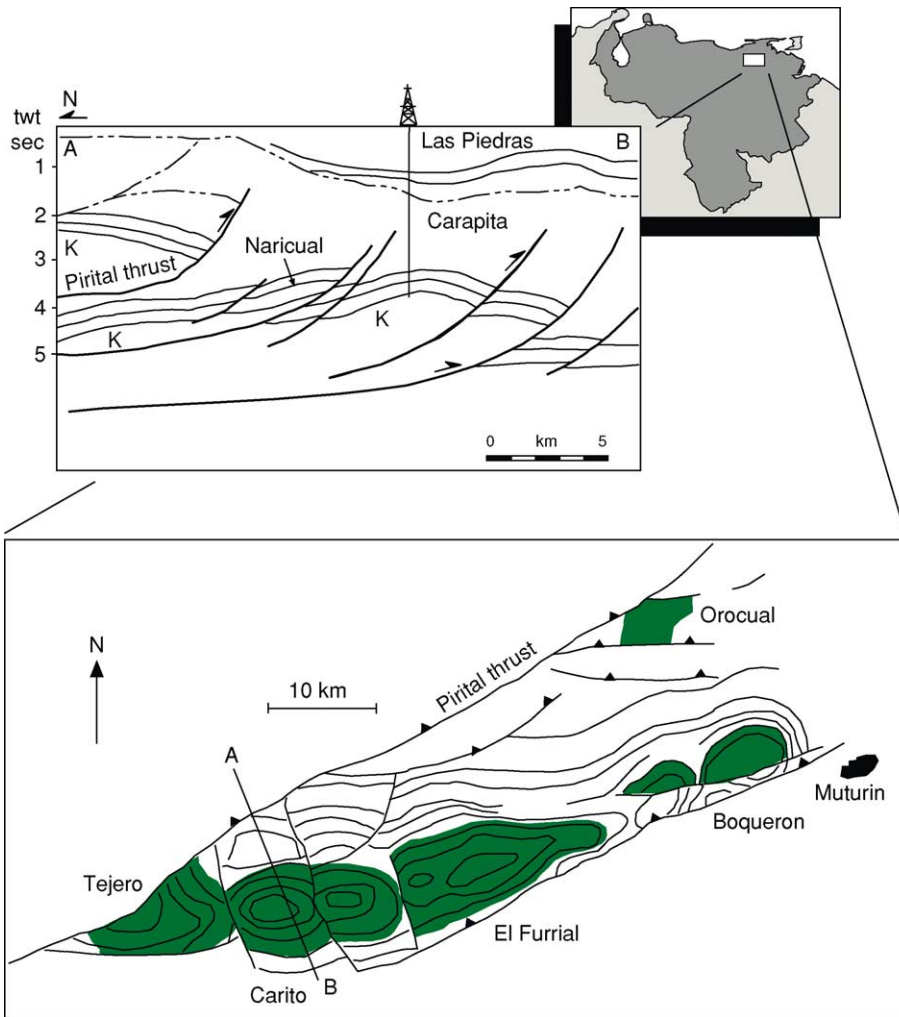 N
twt
sec
A
Las Piedras
B
1
Carapita
2
Naricual
K
3
Pirital thrust
4
K
K
5
0 km 5
Orocual
N
Pirital thrust
10 km
A
Muturin
Boqueron
Tejero
El Furrial
B
Carito